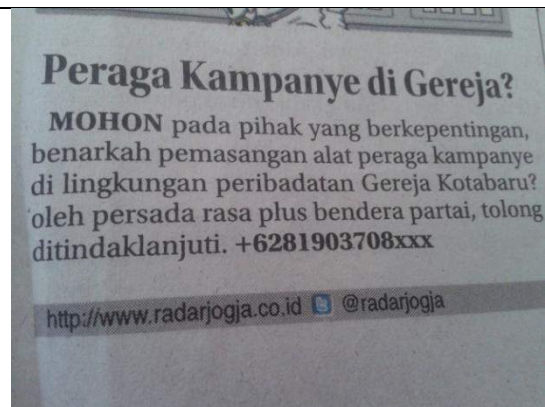 Peraga Kampanye di Gereja?
MOHON pada pihak yang berkepentingan,
benarkah pemasangan alat peraga kampanye
di lingkungan peribadatan Gereja Kotabaru?
oleh persada rasa plus bendera partai, tolong
ditindaklanjuti. +6281903708xxx
http://www.radarjogja.co.id @radarjogja